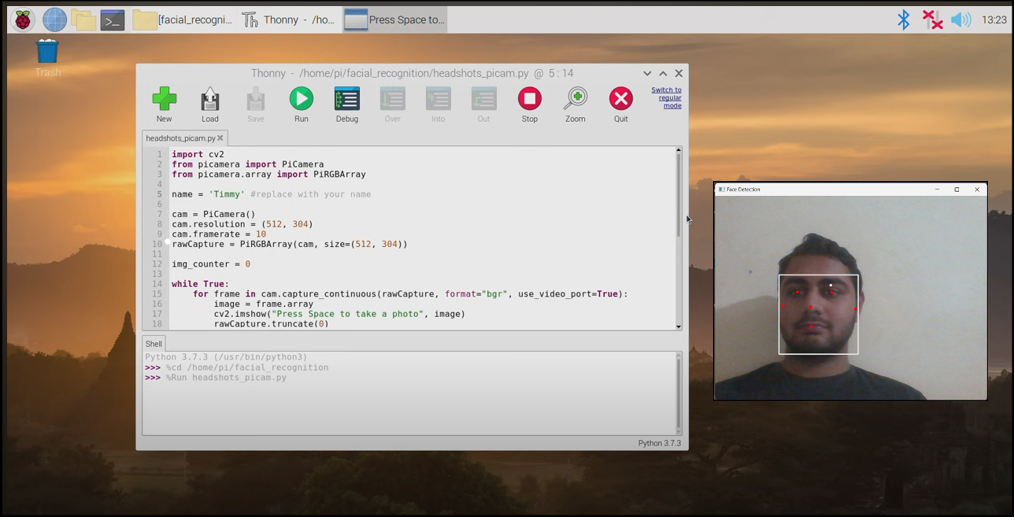 [facial_recogni...
Thonny - /ho...
Press Space to...
13:23
Trash
Thonny - /home/pi/facial_recognition/headshots_picam.py @ 5 : 14
New
Load
Save
Run
Debug
Over
Into
Out
Stop
Zoom
Quit
Switch to
regular
mode
headshots_picam.py
1 import cv2
2 from picamera import PiCamera
3 from picamera.array import PiRGBArray
4
5 name = 'Timmy' #replace with your name
6
7 cam = PiCamera()
8 cam.resolution = (512, 304)
9 cam.framerate = 10
10 rawCapture = PiRGBArray(cam, size=(512, 304))
11
12 img_counter = 0
13
14 while True:
15 for frame in cam.capture_continuous(rawCapture, format="bgr", use_video_port=True):
16 image = frame.array
17 cv2.imshow("Press Space to take a photo", image)
18 rawCapture.truncate(0)
Shell
Python 3.7.3 (/usr/bin/python3)
>>> %cd /home/pi/facial_recognition
>>> %Run headshots_picam.py
Python 3.7.3
Face Detection